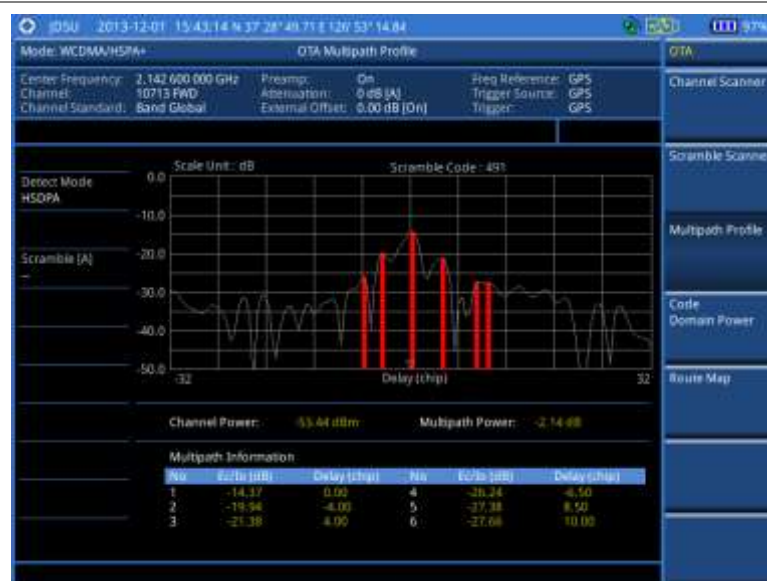 JDSU 2013-12-01 15:43:14 N 37 28' 49.71 E 126 53' 14.84 97%
Mode: WCDMA/HSPA+ OTA Multipath Profile OTA
Center Frequency: 2.142 600 000 GHz Preamp: On Freq Reference: GPS
Channel: 10713 FWD Attenuation: 0 dB [A] Trigger Source: GPS
Channel Standard: Band Global External Offset: 0.00 dB [On] Trigger: GPS
Channel Scanner
Scramble Scanne
Multipath Profile
Code
Domain Power
Route Map
Detect Mode
HSDPA
Scramble [A]
--
Scale Unit : dB Scramble Code : 491
0.0
-10.0
-20.0
-30.0
-40.0
-50.0
-32 Delay (chip) 32
Channel Power: -55.44 dBm Multipath Power: -2.14 dB
Multipath Information
No Ec/Io (dB) Delay (chip) No Ec/Io (dB) Delay (chip)
1 -14.37 0.00 4 -26.24 -6.50
2 -19.94 -4.00 5 -27.38 8.50
3 -21.38 4.00 6 -27.66 10.00